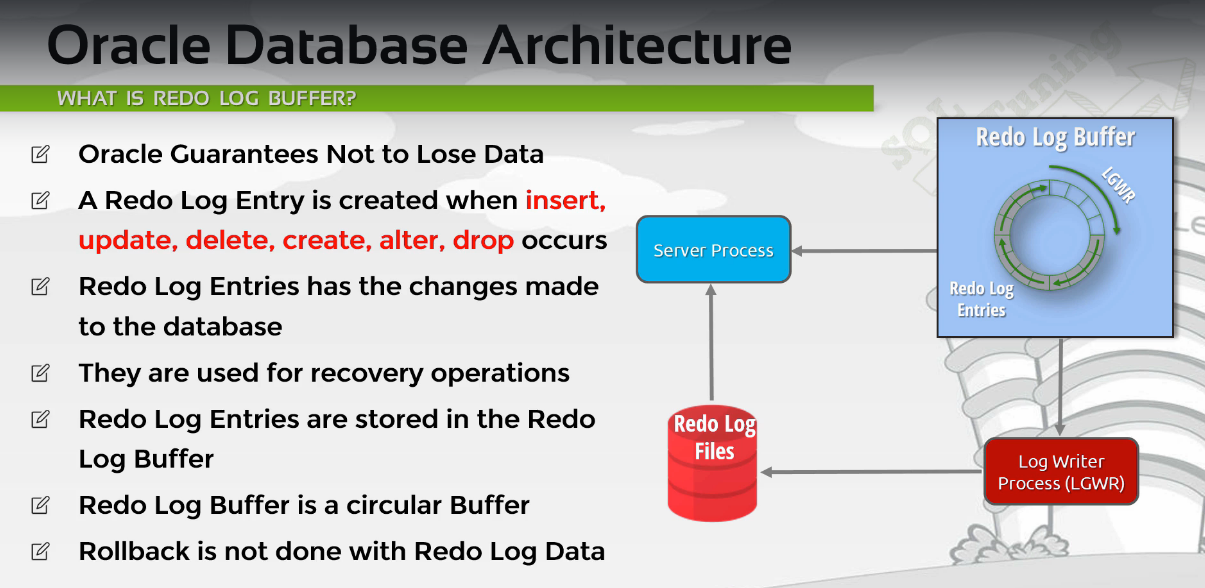 Oracle Database Architecture
WHAT IS REDO LOG BUFFER?
Oracle Guarantees Not to Lose Data
A Redo Log Entry is created when insert,
update, delete, create, alter, drop occurs
Redo Log Entries has the changes made
to the database
They are used for recovery operations
Redo Log Entries are stored in the Redo
Log Buffer
Redo Log Buffer is a circular Buffer
Rollback is not done with Redo Log Data
SQL Tuning
Redo Log Buffer
LGWR
Redo Log
Entries
Server Process
Redo Log
Files
Log Writer
Process (LGWR)